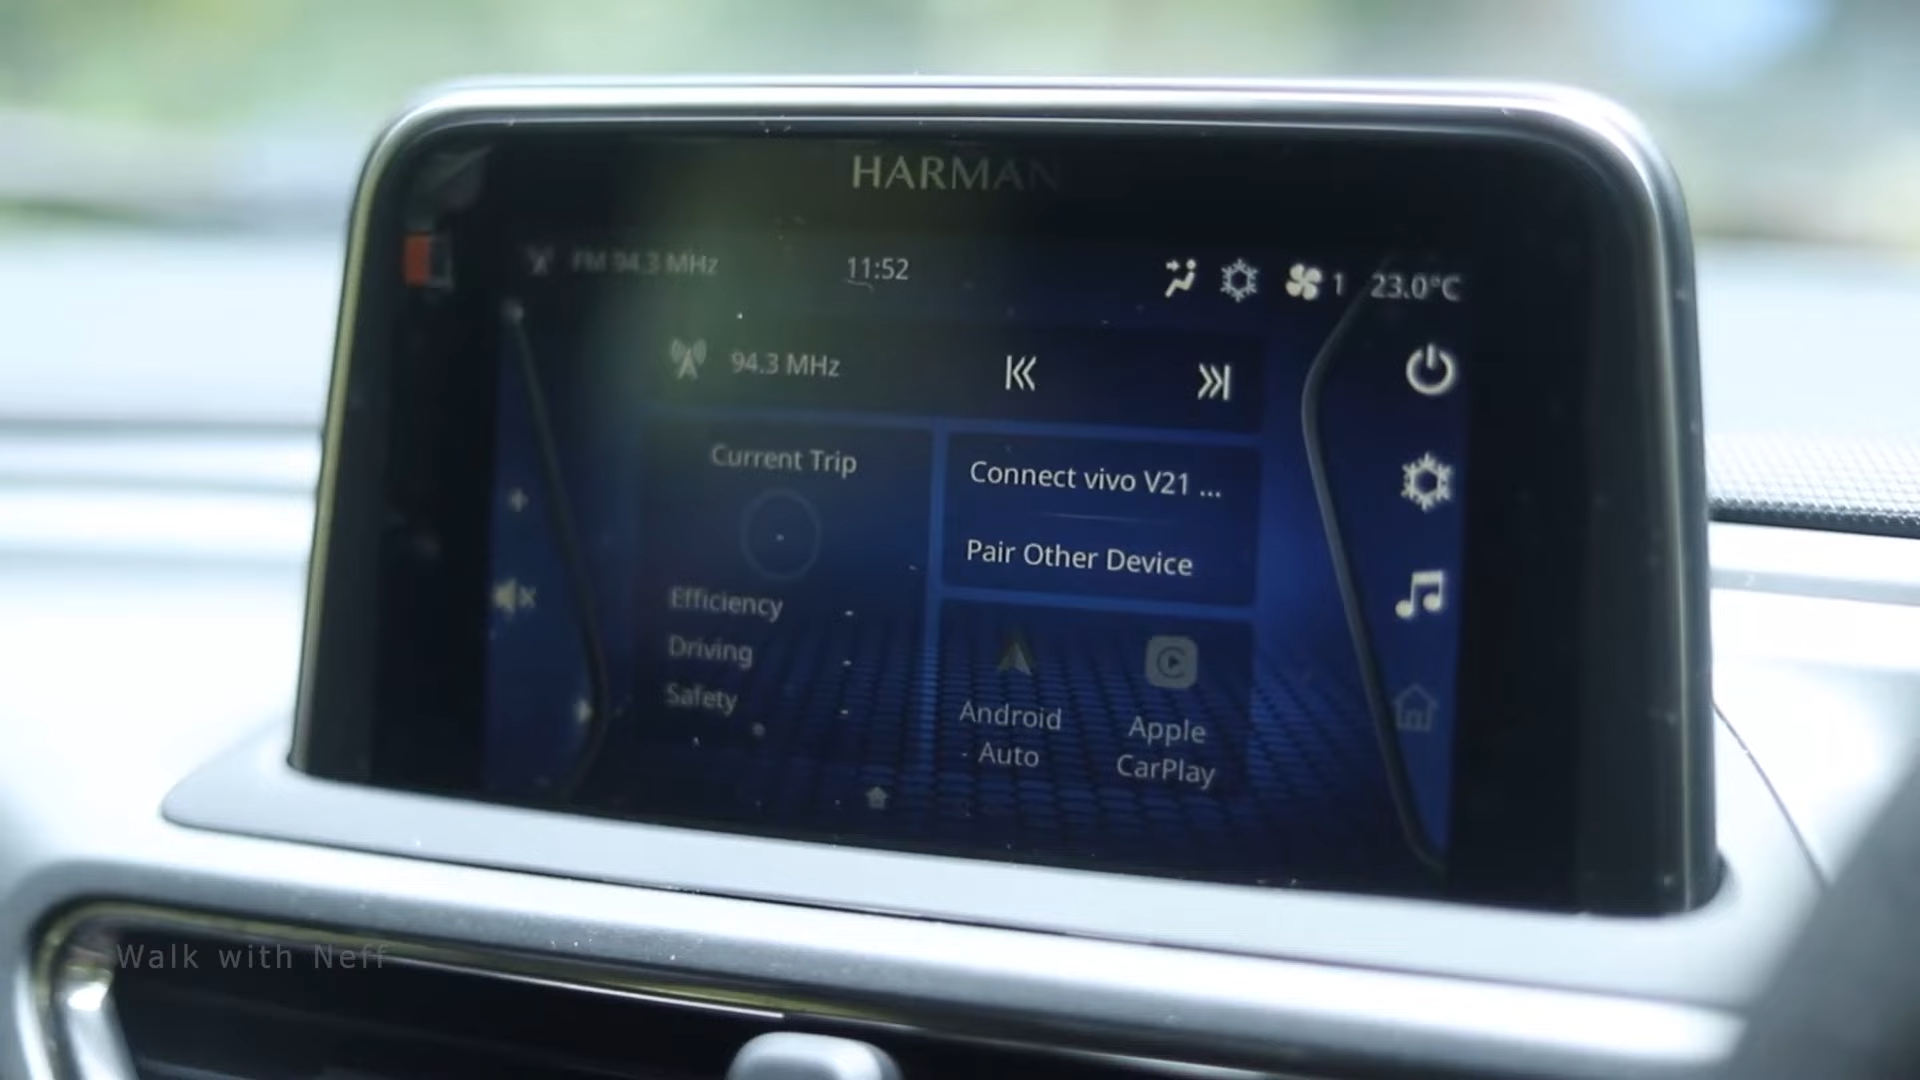 HARMAN
FM 94.3 MHz
11:52
1 23.0°C
94.3 MHz
Current Trip
Connect vivo V21 ...
Pair Other Device
Efficiency -
Driving -
Safety -
Android
Auto
Apple
CarPlay
Walk with Neff